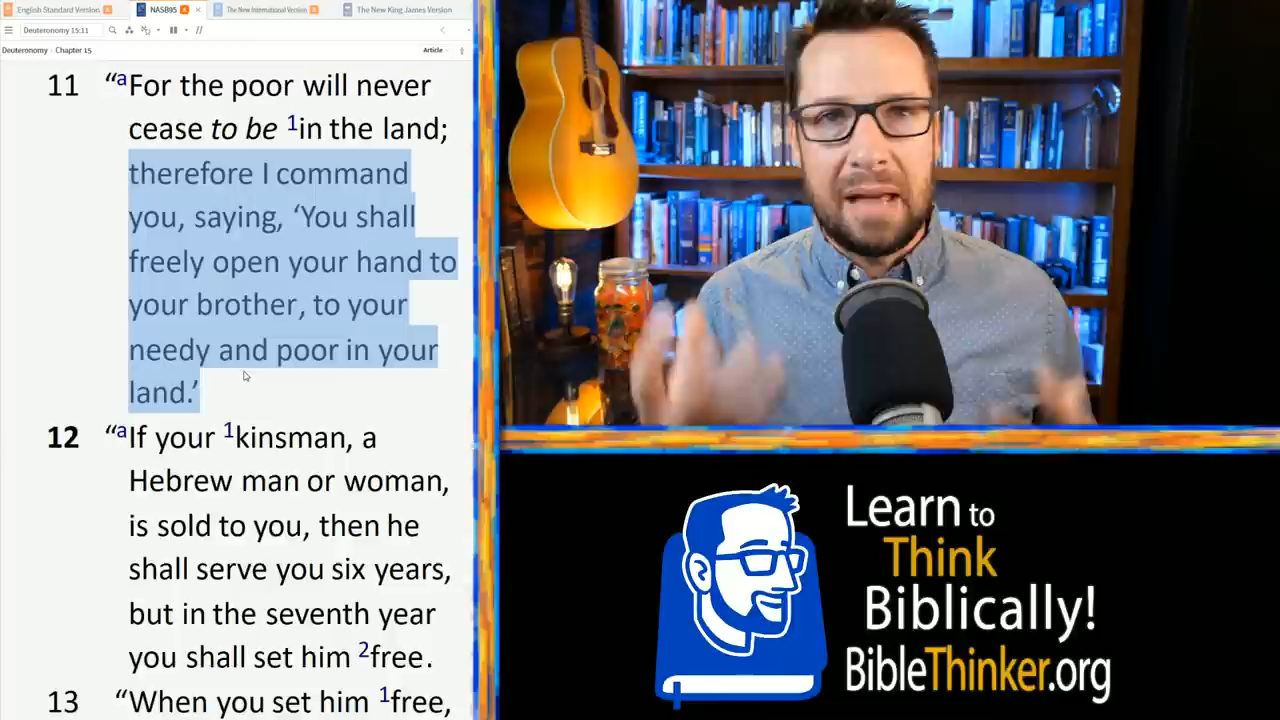 English Standard Version
NASB95
The New International Version
The New King James Version
Deuteronomy 15:11
Deuteronomy Chapter 15
Article
11 “aFor the poor will never
cease to be 1in the land;
therefore I command
you, saying, ‘You shall
freely open your hand to
your brother, to your
needy and poor in your
land.’
12 “aIf your 1kinsman, a
Hebrew man or woman,
is sold to you, then he
shall serve you six years,
but in the seventh year
you shall set him 2free.
13 “When you set him 1free,
Learn to
Think
Biblically!
BibleThinker.org